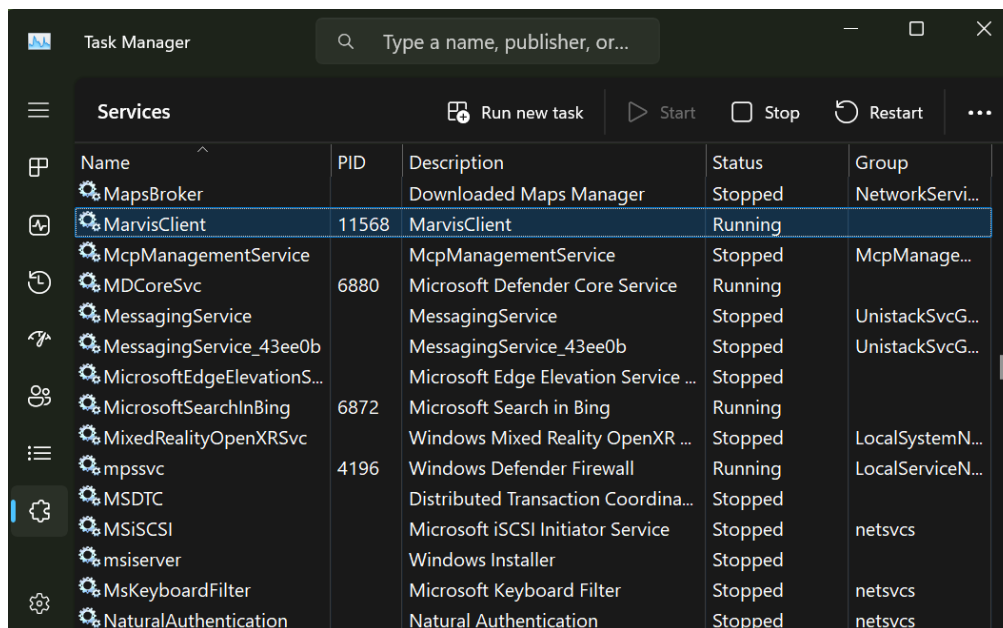 Task Manager Type a name, publisher, or...
Services Run new task Start Stop Restart
Name PID Description Status Group
MapsBroker Downloaded Maps Manager Stopped NetworkServi...
MarvisClient 11568 MarvisClient Running
McpManagementService McpManagementService Stopped McpManage...
MDCoreSvc 6880 Microsoft Defender Core Service Running
MessagingService MessagingService Stopped UnistackSvcG...
MessagingService_43ee0b MessagingService_43ee0b Stopped UnistackSvcG...
MicrosoftEdgeElevationS... Microsoft Edge Elevation Service ... Stopped
MicrosoftSearchInBing 6872 Microsoft Search in Bing Running
MixedRealityOpenXRSvc Windows Mixed Reality OpenXR ... Stopped LocalSystemN...
mpssvc 4196 Windows Defender Firewall Running LocalServiceN...
MSDTC Distributed Transaction Coordina... Stopped
MSiSCSI Microsoft iSCSI Initiator Service Stopped netsvcs
msiserver Windows Installer Stopped
MsKeyboardFilter Microsoft Keyboard Filter Stopped netsvcs
NaturalAuthentication Natural Authentication Stopped netsvcs